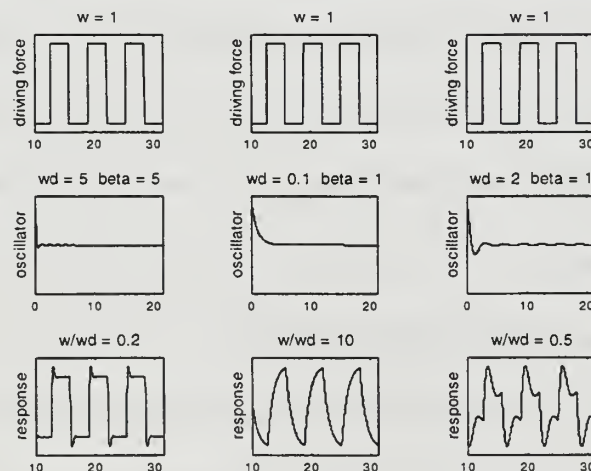 w = 1 w = 1 w = 1
driving force driving force driving force
10 20 30 10 20 30 10 20 30
wd = 5 beta = 5 wd = 0.1 beta = 1 wd = 2 beta = 1
oscillator oscillator oscillator
0 10 20 0 10 20 0 10 20
w/wd = 0.2 w/wd = 10 w/wd = 0.5
response response response
10 20 30 10 20 30 10 20 30